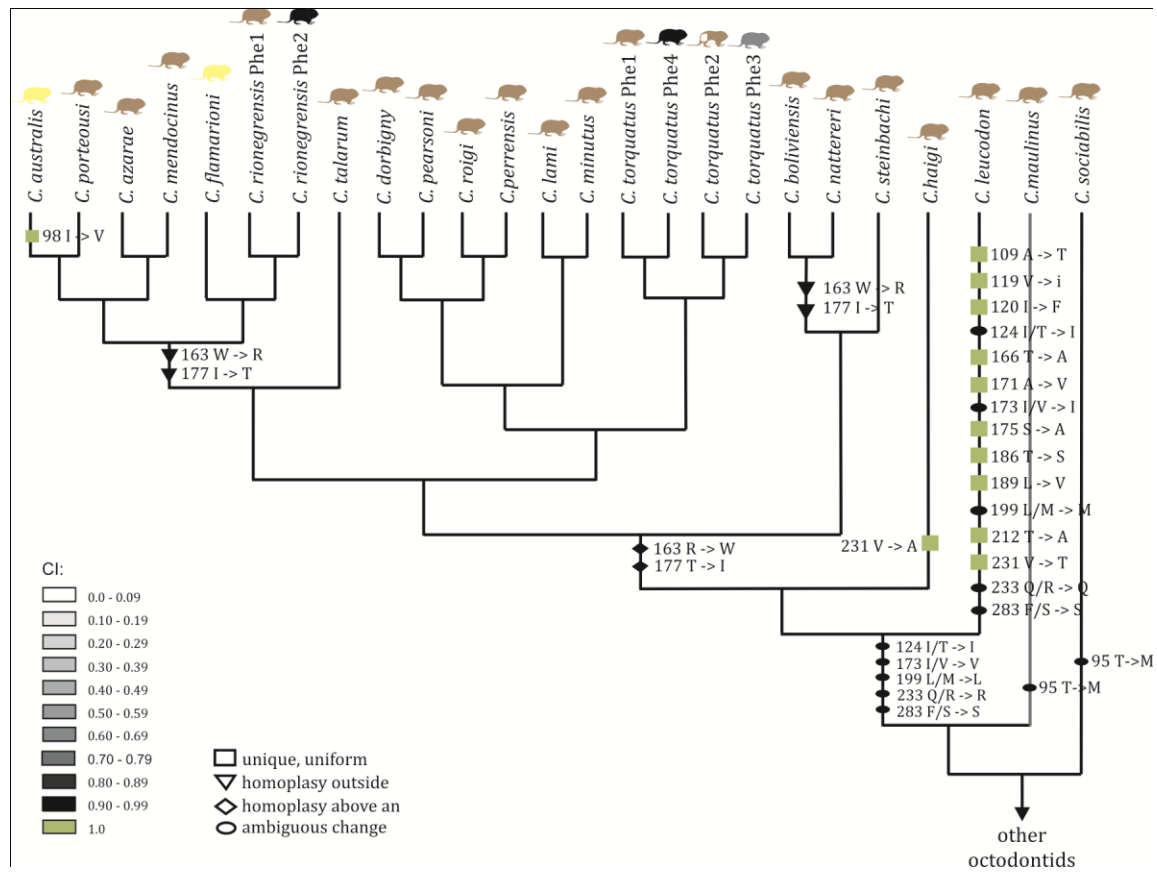 C. australis
C. porteousi
C. azarae
C. mendocinus
C. flamarioni
C. rionegrensis Phe1
C. rionegrensis Phe2
C. talarum
C. dorbigny
C. pearsoni
C. roigi
C.perrensis
C. lami
C. minutus
C. torquatus Phe1
C. torquatus Phe4
C. torquatus Phe2
C. torquatus Phe3
C. boliviensis
C. nattereri
C. steinbachi
C.haigi
C. leucodon
C.maulinus
C. sociabilis
98 I -> V
163 W -> R
177 I -> T
163 W -> R
177 I -> T
163 R -> W
177 T -> I
231 V -> A
109 A -> T
119 V -> i
120 I -> F
124 I/T -> I
166 T -> A
171 A -> V
173 I/V -> I
175 S -> A
186 T -> S
189 L -> V
199 L/M -> M
212 T -> A
231 V -> T
233 Q/R -> Q
283 F/S -> S
124 I/T -> I
173 I/V -> V
199 L/M ->L
233 Q/R -> R
283 F/S -> S
95 T->M
95 T->M
CI:
0.0 - 0.09
0.10 - 0.19
0.20 - 0.29
0.30 - 0.39
0.40 - 0.49
0.50 - 0.59
0.60 - 0.69
0.70 - 0.79
0.80 - 0.89
0.90 - 0.99
1.0
unique, uniform
homoplasy outside
homoplasy above an
ambiguous change
other
octodontids